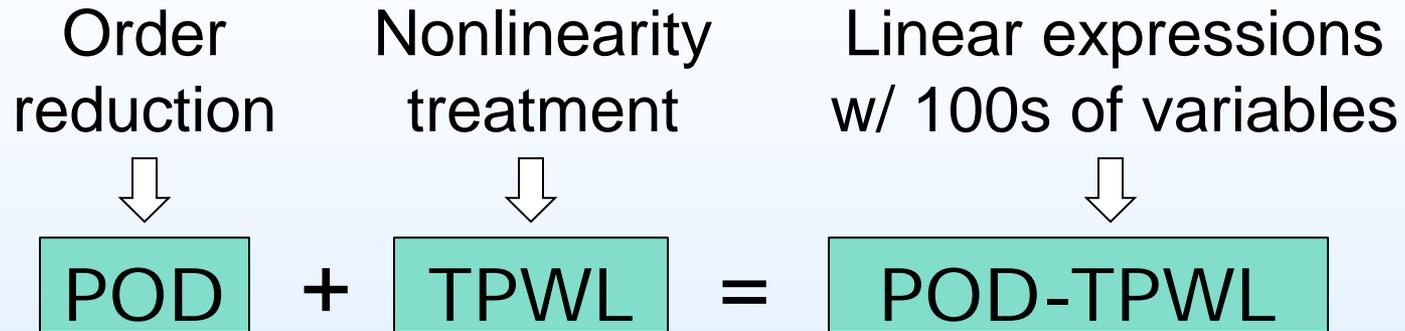 Order
reduction
Nonlinearity
treatment
Linear expressions
w/ 100s of variables
POD + TPWL = POD-TPWL